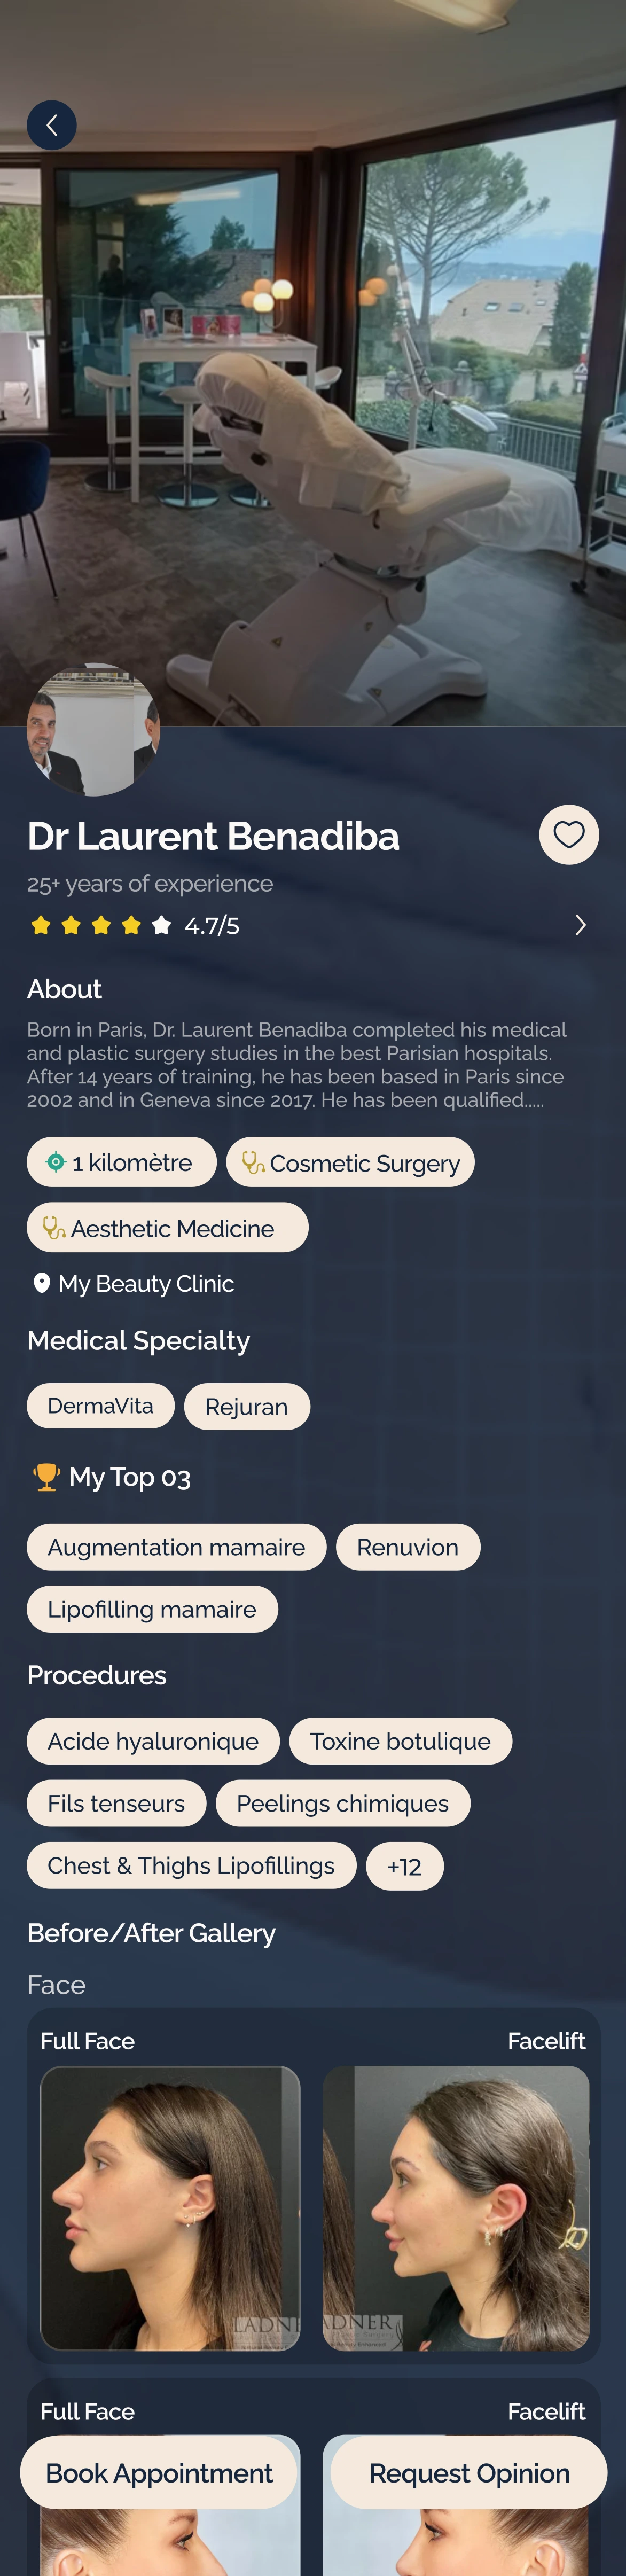 Dr Laurent Benadiba
25+ years of experience
4.7/5
About
Born in Paris, Dr. Laurent Benadiba completed his medical
and plastic surgery studies in the best Parisian hospitals.
After 14 years of training, he has been based in Paris since
2002 and in Geneva since 2017. He has been qualified.....
1 kilomètre
Cosmetic Surgery
Aesthetic Medicine
My Beauty Clinic
Medical Specialty
DermaVita
Rejuran
My Top 03
Augmentation mamaire
Renuvion
Lipofilling mamaire
Procedures
Acide hyaluronique
Toxine botulique
Fils tenseurs
Peelings chimiques
Chest & Thighs Lipofillings
+12
Before/After Gallery
Face
Full Face
Facelift
LADNE
ADNER
Full Face
Facelift
Book Appointment
Request Opinion